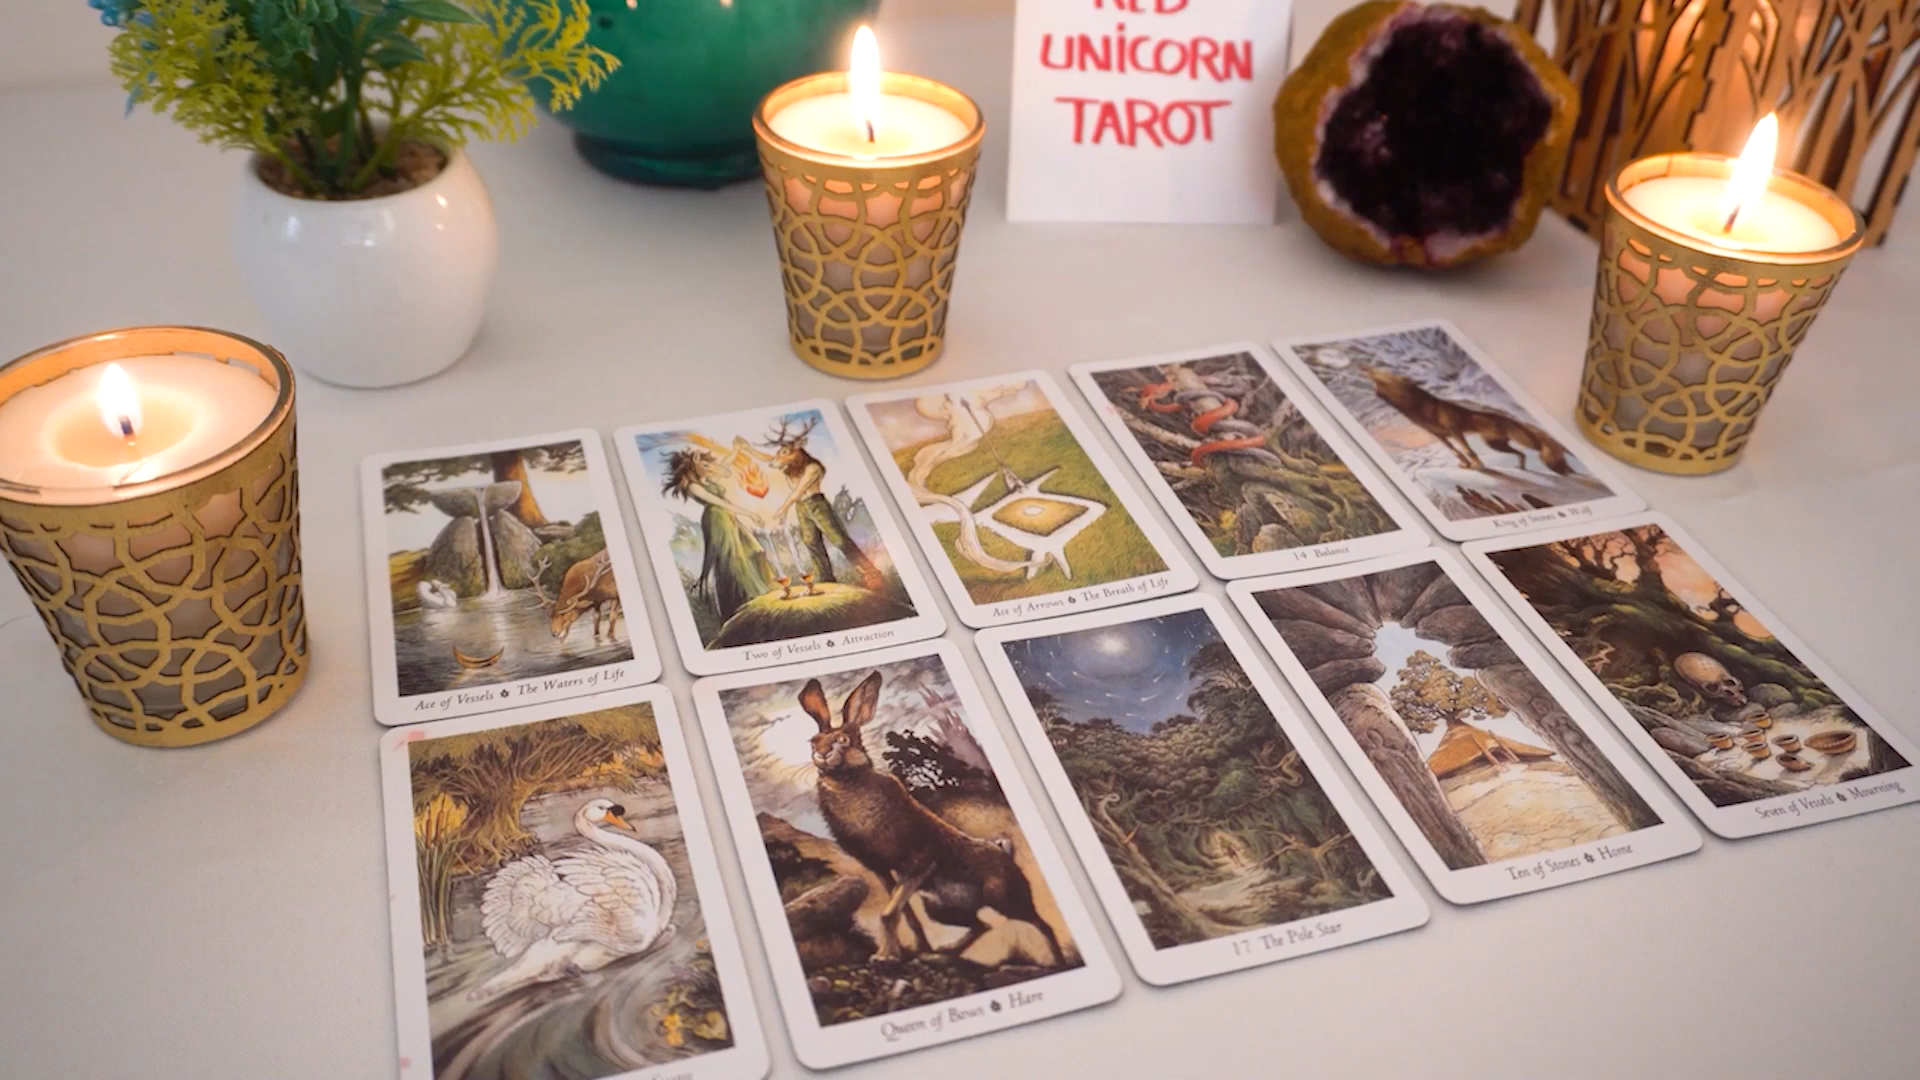 RED
UNICORN
TAROT
Ace of Vessels The Waters of Life
Two of Vessels Attraction
Ace of Arrows The Breath of Life
14 Balance
King of Stones Wolf
Queen of Bows Hare
17 The Pole Star
Ten of Stones Home
Seven of Vessels Mourning